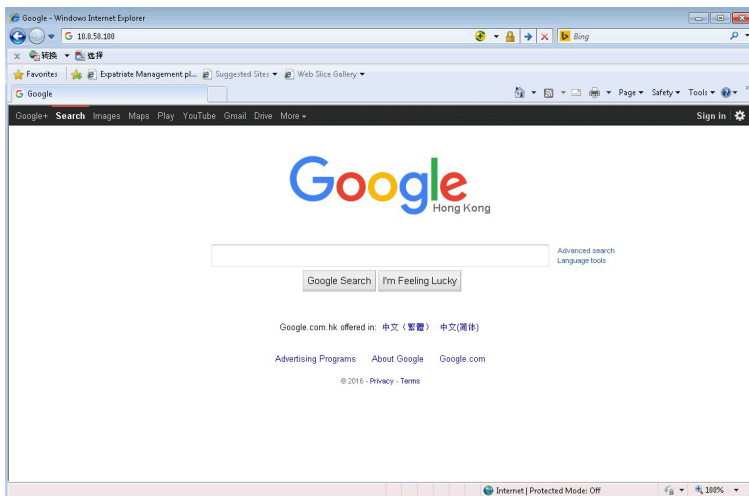 Google - Windows Internet Explorer
G 10.0.50.100
Bing
x 转换 选择
Favorites Expatriate Management pl... Suggested Sites Web Slice Gallery
G Google
Page Safety Tools
Google+ Search Images Maps Play YouTube Gmail Drive More
Sign in
Google
Hong Kong
Advanced search
Language tools
Google Search I'm Feeling Lucky
Google.com.hk offered in: 中文（繁體） 中文(简体)
Advertising Programs About Google Google.com
© 2016 - Privacy - Terms
Internet | Protected Mode: Off 100%